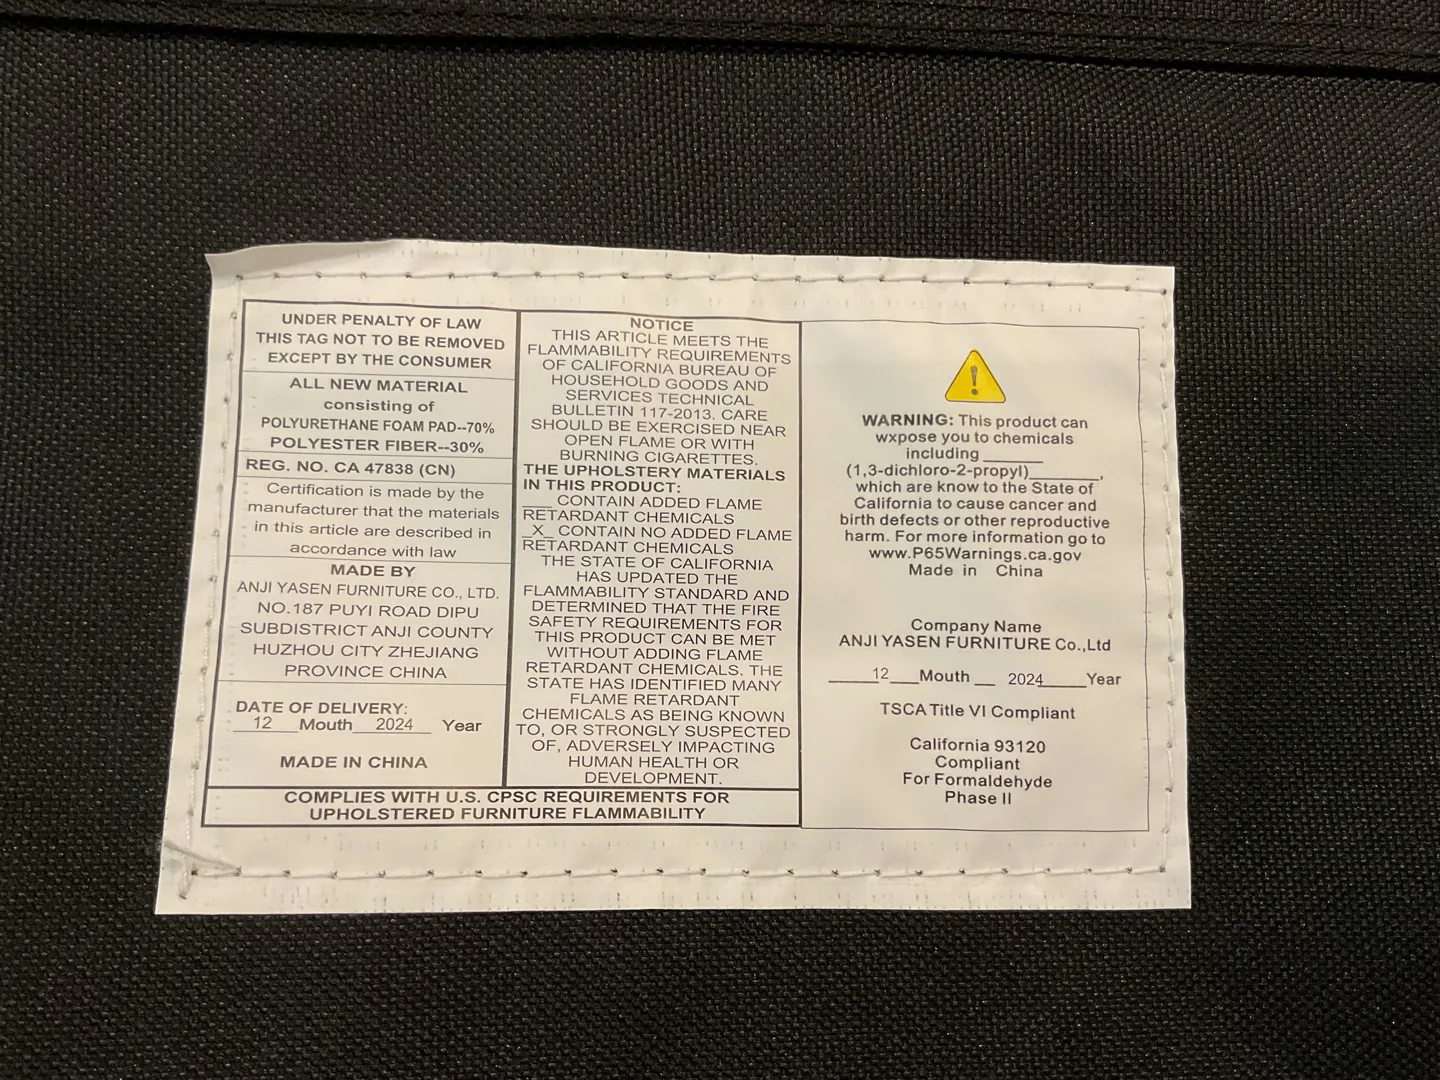 UNDER PENALTY OF LAW
THIS TAG NOT TO BE REMOVED
EXCEPT BY THE CONSUMER
ALL NEW MATERIAL
consisting of
POLYURETHANE FOAM PAD--70%
POLYESTER FIBER--30%
REG. NO. CA 47838 (CN)
Certification is made by the
manufacturer that the materials
in this article are described in
accordance with law
MADE BY
ANJI YASEN FURNITURE CO., LTD.
NO.187 PUYI ROAD DIPU
SUBDISTRICT ANJI COUNTY
HUZHOU CITY ZHEJIANG
PROVINCE CHINA
DATE OF DELIVERY:
__12___Mouth__2024__ Year
MADE IN CHINA
NOTICE
THIS ARTICLE MEETS THE
FLAMMABILITY REQUIREMENTS
OF CALIFORNIA BUREAU OF
HOUSEHOLD GOODS AND
SERVICES TECHNICAL
BULLETIN 117-2013. CARE
SHOULD BE EXERCISED NEAR
OPEN FLAME OR WITH
BURNING CIGARETTES.
THE UPHOLSTERY MATERIALS
IN THIS PRODUCT:
___CONTAIN ADDED FLAME
RETARDANT CHEMICALS
_X_CONTAIN NO ADDED FLAME
RETARDANT CHEMICALS
THE STATE OF CALIFORNIA
HAS UPDATED THE
FLAMMABILITY STANDARD AND
DETERMINED THAT THE FIRE
SAFETY REQUIREMENTS FOR
THIS PRODUCT CAN BE MET
WITHOUT ADDING FLAME
RETARDANT CHEMICALS. THE
STATE HAS IDENTIFIED MANY
FLAME RETARDANT
CHEMICALS AS BEING KNOWN
TO, OR STRONGLY SUSPECTED
OF, ADVERSELY IMPACTING
HUMAN HEALTH OR
DEVELOPMENT.
COMPLIES WITH U.S. CPSC REQUIREMENTS FOR
UPHOLSTERED FURNITURE FLAMMABILITY
WARNING: This product can
wxpose you to chemicals
including ______
(1,3-dichloro-2-propyl)_______,
which are know to the State of
California to cause cancer and
birth defects or other reproductive
harm. For more information go to
www.P65Warnings.ca.gov
Made in China
Company Name
ANJI YASEN FURNITURE Co.,Ltd
_____12___Mouth __ 2024_____Year
TSCA Title VI Compliant
California 93120
Compliant
For Formaldehyde
Phase II